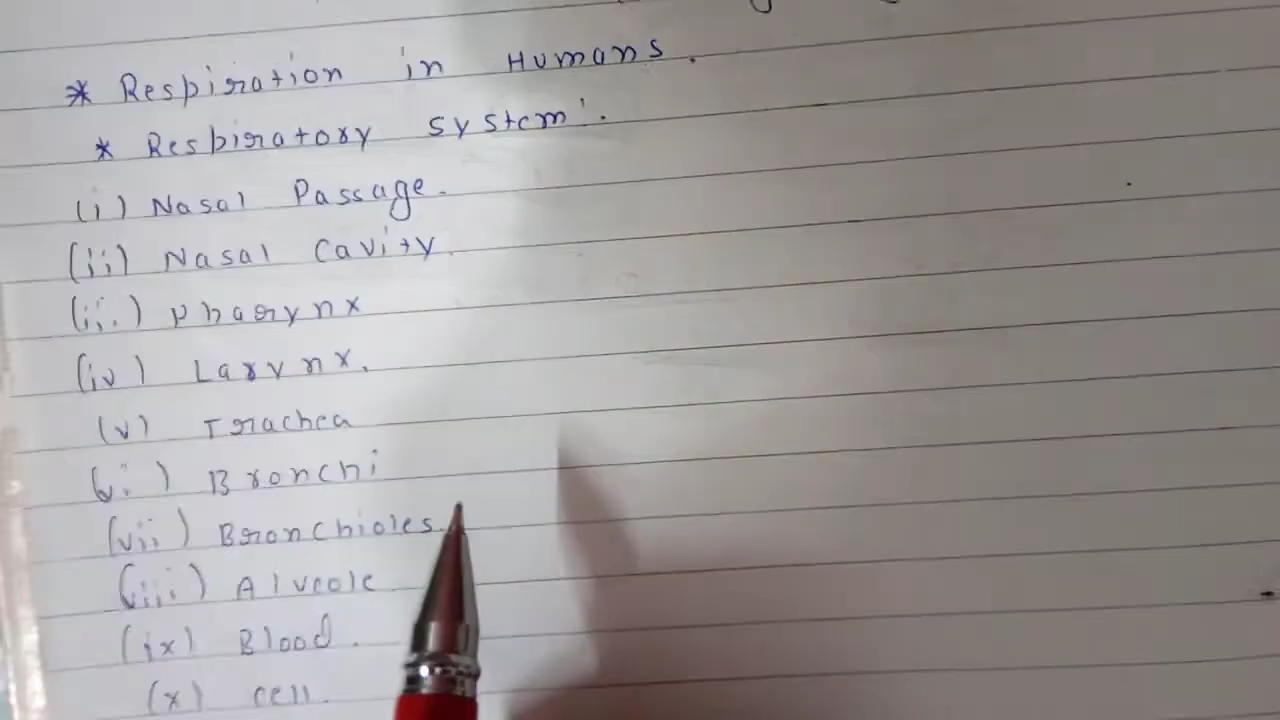 * Respiration in Humans.
* Respiratory system'.
(i) Nasal Passage.
(ii) Nasal Cavity.
(iii.) Pharynx
(iv) Larynx.
(v) Trachea
(vi) Bronchi
(vii) Bronchioles
(viii) Alveole
(ix) Blood.
(x) cell.